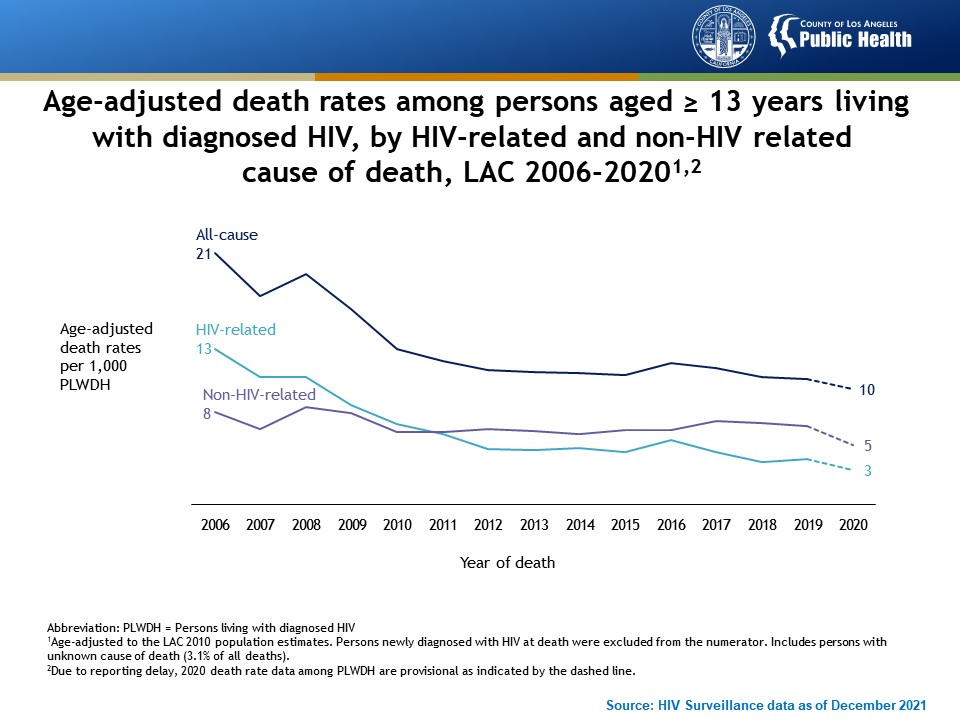 COUNTY OF LOS ANGELES
CALIFORNIA
COUNTY OF LOS ANGELES
Public Health
Age-adjusted death rates among persons aged ≥ 13 years living
with diagnosed HIV, by HIV-related and non-HIV related
cause of death, LAC 2006-2020¹,²
All-cause
21
Age-adjusted
death rates
per 1,000
PLWDH
HIV-related
13
Non-HIV-related
8
10
5
3
2006 2007 2008 2009 2010 2011 2012 2013 2014 2015 2016 2017 2018 2019 2020
Year of death
Abbreviation: PLWDH = Persons living with diagnosed HIV
¹Age-adjusted to the LAC 2010 population estimates. Persons newly diagnosed with HIV at death were excluded from the numerator. Includes persons with
unknown cause of death (3.1% of all deaths).
²Due to reporting delay, 2020 death rate data among PLWDH are provisional as indicated by the dashed line.
Source: HIV Surveillance data as of December 2021